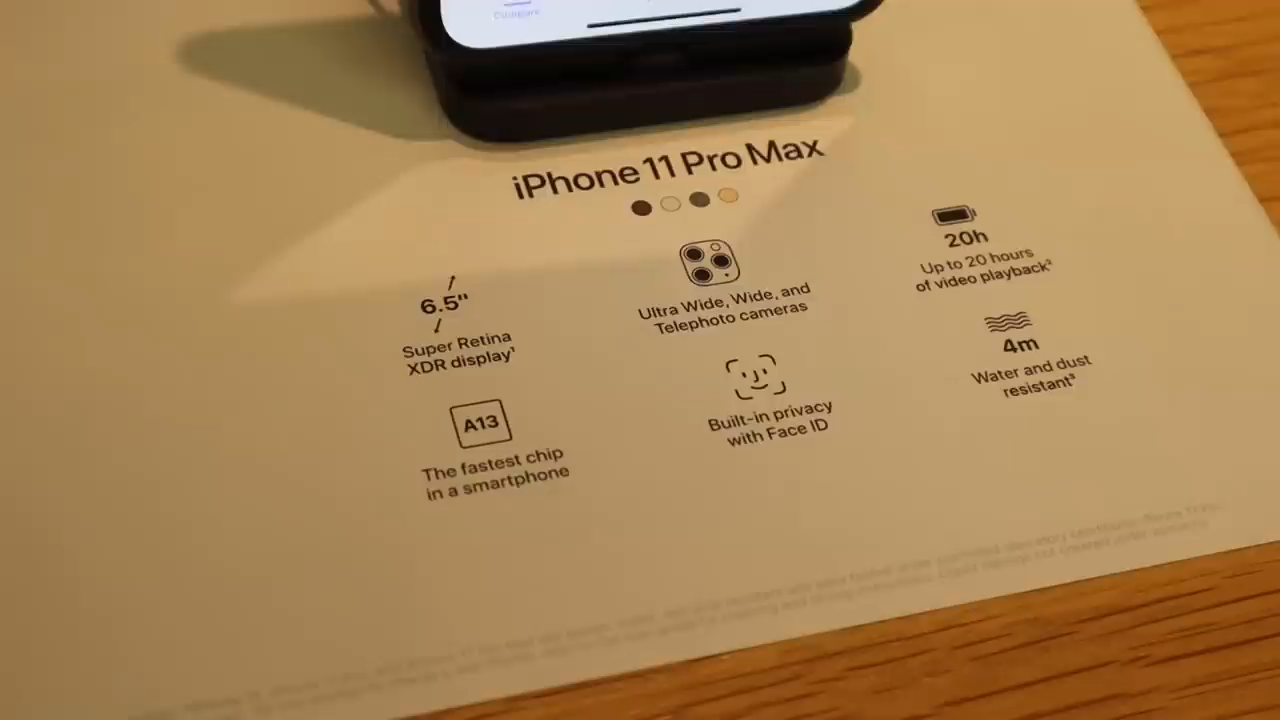 iPhone 11 Pro Max
6.5"
Super Retina
XDR display¹
Ultra Wide, Wide, and
Telephoto cameras
20h
Up to 20 hours
of video playback²
A13
The fastest chip
in a smartphone
Built-in privacy
with Face ID
4m
Water and dust
resistant³